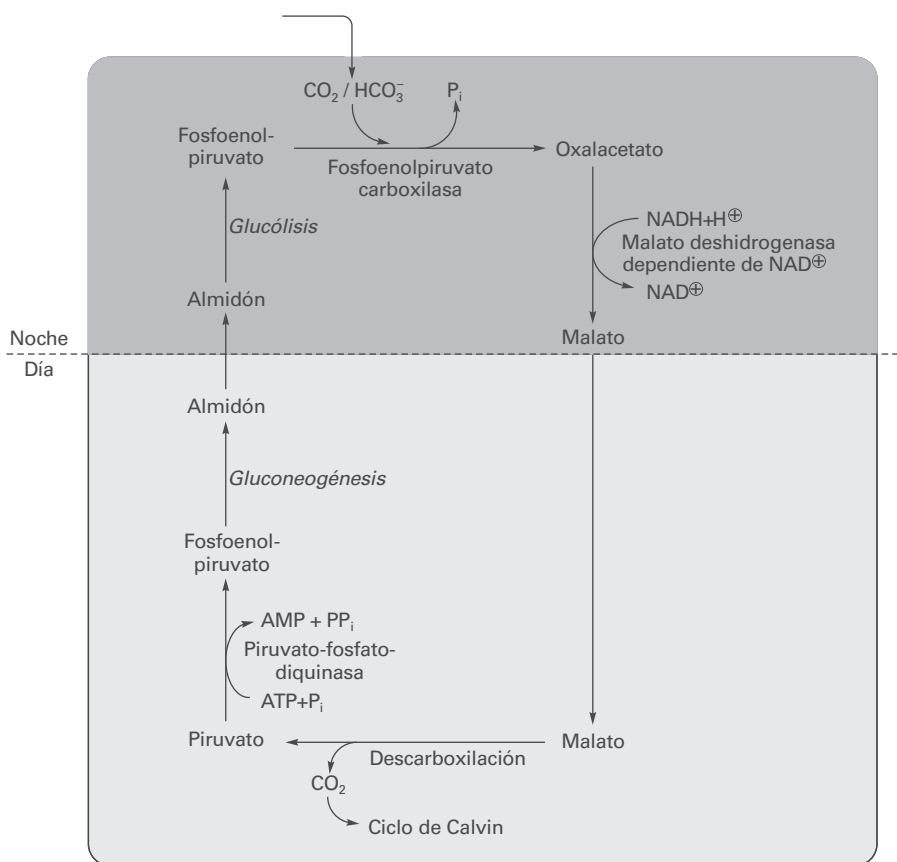 CO₂ / HCO₃⁻
Pᵢ
Fosfoenol-
piruvato
Oxalacetato
Fosfoenolpiruvato
carboxilasa
Glucólisis
NADH+H⊕
Malato deshidrogenasa
dependiente de NAD⊕
NAD⊕
Almidón
Malato
Noche
Día
Almidón
Gluconeogénesis
Fosfoenol-
piruvato
AMP + PPᵢ
Piruvato-fosfato-
diquinasa
ATP+Pᵢ
Piruvato
Malato
Descarboxilación
CO₂
Ciclo de Calvin